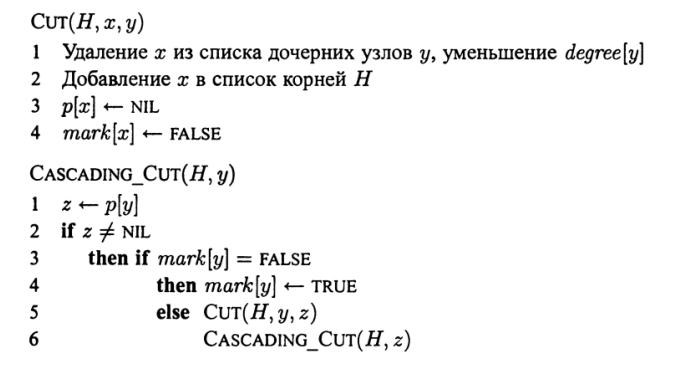 CUT(H, x, y)
1 Удаление x из списка дочерних узлов y, уменьшение degree[y]
2 Добавление x в список корней H
3 p[x] ← NIL
4 mark[x] ← FALSE
CASCADING_CUT(H, y)
1 z ← p[y]
2 if z ≠ NIL
3 then if mark[y] = FALSE
4 then mark[y] ← TRUE
5 else CUT(H, y, z)
6 CASCADING_CUT(H, z)